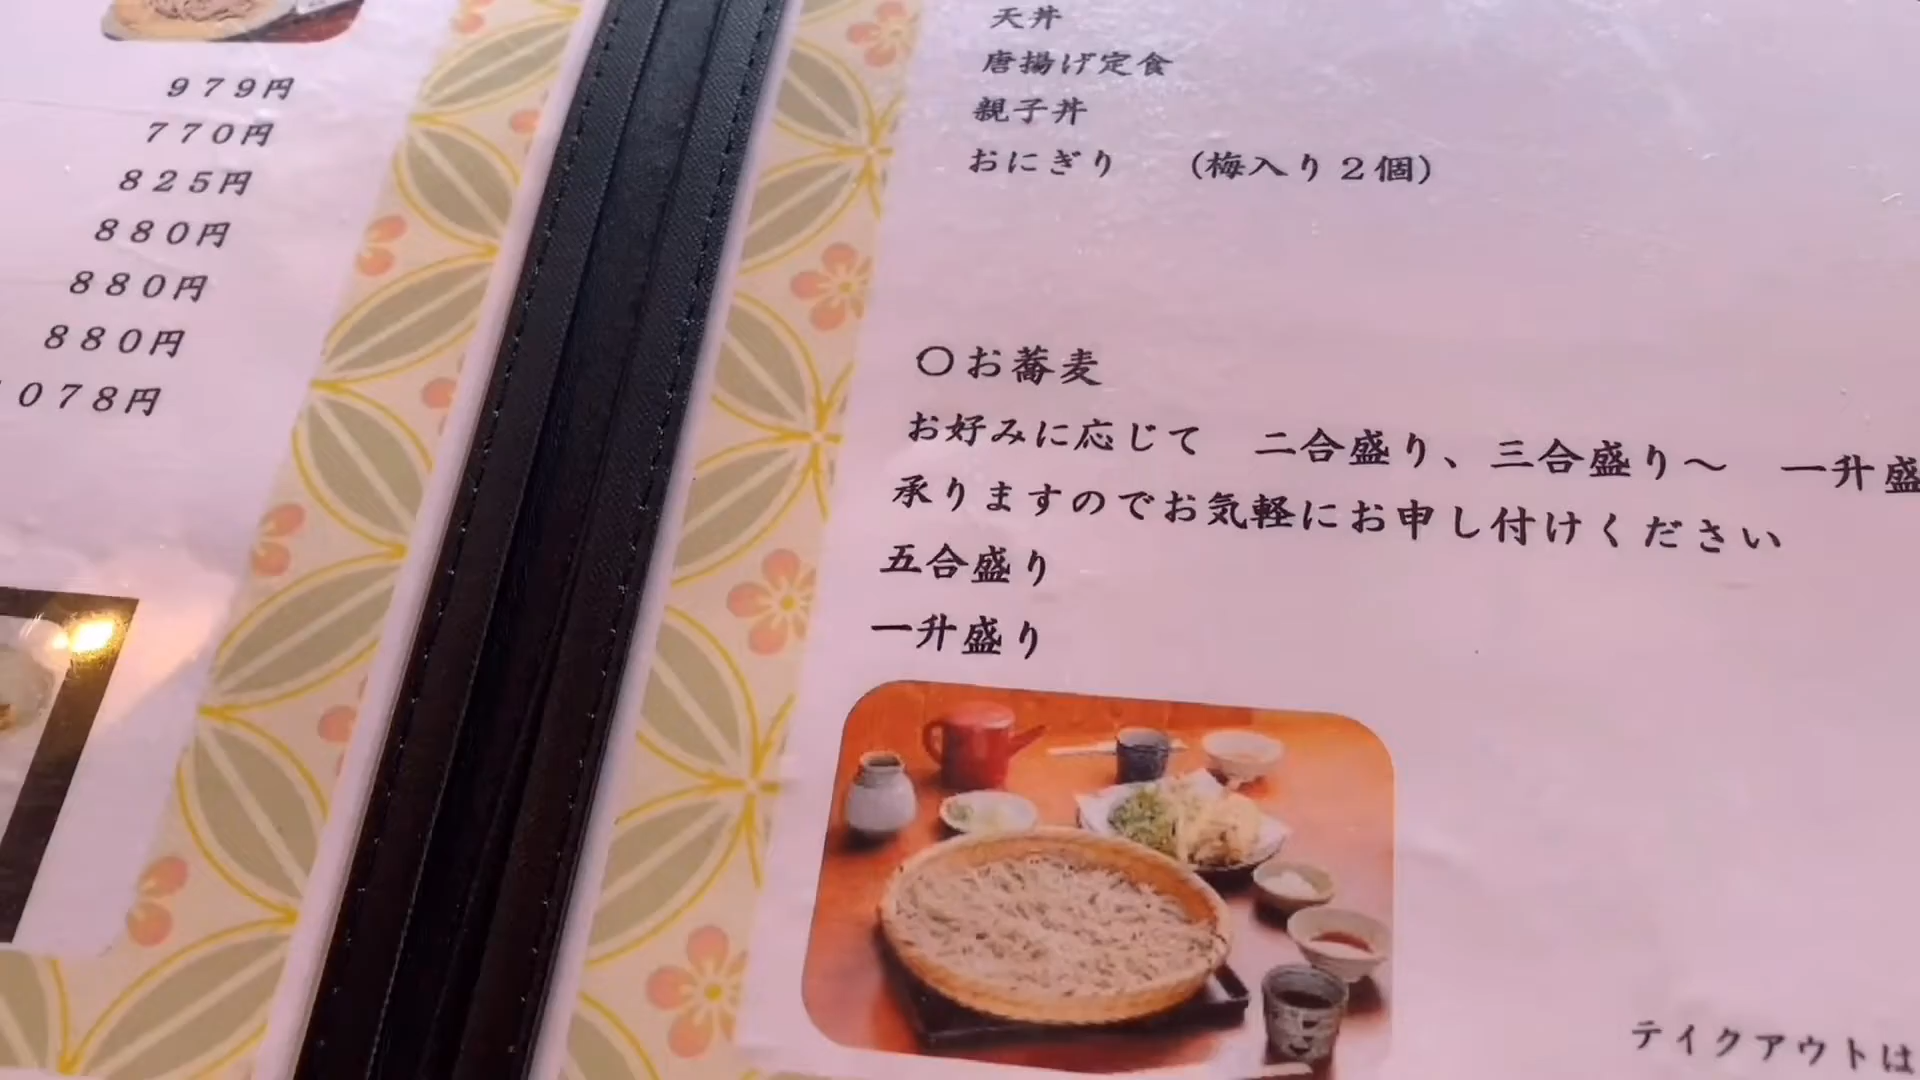 979円
770円
825円
880円
880円
880円
078円
天丼
唐揚げ定食
親子丼
おにぎり (梅入り2個)
〇お蕎麦
お好みに応じて 二合盛り、三合盛り〜 一升盛
承りますのでお気軽にお申し付けください
五合盛り
一升盛り
テイクアウトは